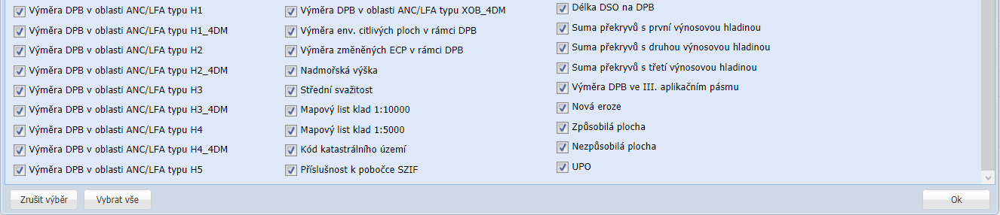 Výměra DPB v oblasti ANC/LFA typu H1
Výměra DPB v oblasti ANC/LFA typu H1_4DM
Výměra DPB v oblasti ANC/LFA typu H2
Výměra DPB v oblasti ANC/LFA typu H2_4DM
Výměra DPB v oblasti ANC/LFA typu H3
Výměra DPB v oblasti ANC/LFA typu H3_4DM
Výměra DPB v oblasti ANC/LFA typu H4
Výměra DPB v oblasti ANC/LFA typu H4_4DM
Výměra DPB v oblasti ANC/LFA typu H5
Výměra DPB v oblasti ANC/LFA typu XOB_4DM
Výměra env. citlivých ploch v rámci DPB
Výměra změněných ECP v rámci DPB
Nadmořská výška
Střední svažitost
Mapový list klad 1:10000
Mapový list klad 1:5000
Kód katastrálního území
Příslušnost k pobočce SZIF
Délka DSO na DPB
Suma překryvů s první výnosovou hladinou
Suma překryvů s druhou výnosovou hladinou
Suma překryvů s třetí výnosovou hladinou
Výměra DPB ve III. aplikačním pásmu
Nová eroze
Způsobilá plocha
Nezpůsobilá plocha
UPO
Zrušit výběr
Vybrat vše
Ok